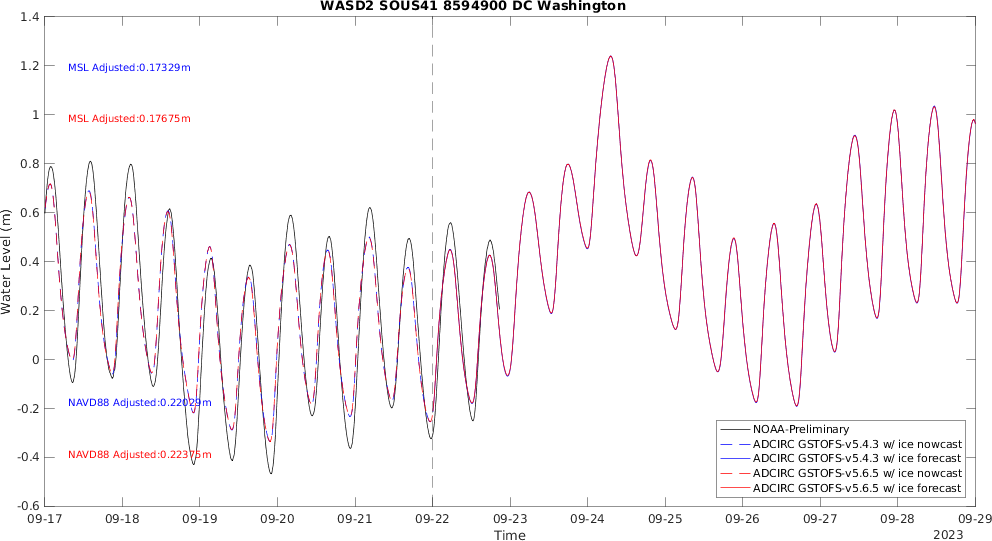 WASD2 SOUS41 8594900 DC Washington
1.4
1.2
1
0.8
0.6
0.4
0.2
0
-0.2
-0.4
-0.6
Water Level (m)
MSL Adjusted:0.17329m
MSL Adjusted:0.17675m
NAVD88 Adjusted:0.22029m
NAVD88 Adjusted:0.22375m
NOAA-Preliminary
ADCIRC GSTOFS-v5.4.3 w/ ice nowcast
ADCIRC GSTOFS-v5.4.3 w/ ice forecast
ADCIRC GSTOFS-v5.6.5 w/ ice nowcast
ADCIRC GSTOFS-v5.6.5 w/ ice forecast
09-17 09-18 09-19 09-20 09-21 09-22 09-23 09-24 09-25 09-26 09-27 09-28 09-29
Time
2023